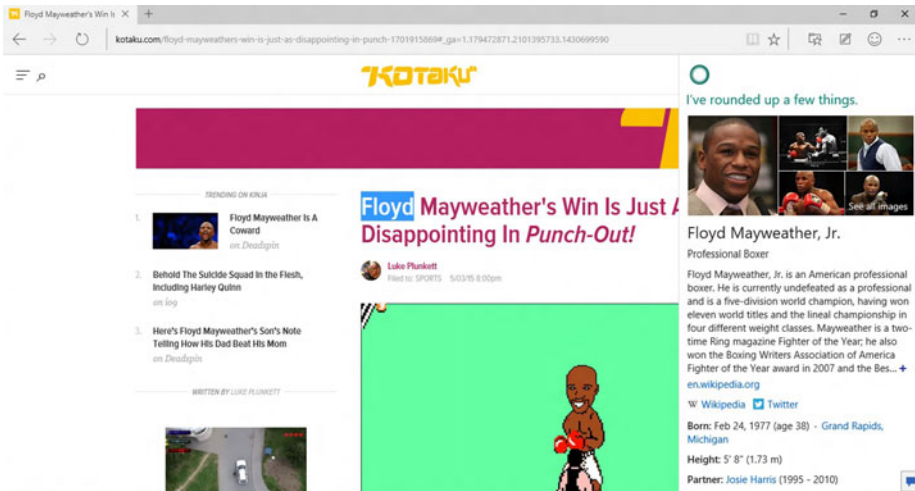 Floyd Mayweather's Win Is
kotaku.com/floyd-mayweathers-win-is-just-as-disappointing-in-punch-1701915869#_ga=1.179472871.2101395733.1430699590
"KOTAKU"
TRENDING ON KINJA
1. Floyd Mayweather Is A
Coward
on Deadspin
2. Behold The Suicide Squad In the Flesh,
Including Harley Quinn
on io9
3. Here's Floyd Mayweather's Son's Note
Telling How His Dad Beat His Mom
on Deadspin
WRITTEN BY LUKE PLUNKETT
Floyd Mayweather's Win Is Just A
Disappointing In Punch-Out!
Luke Plunkett
Filed to: SPORTS 5/03/15 8:00pm
I've rounded up a few things.
See all images
Floyd Mayweather, Jr.
Professional Boxer
Floyd Mayweather, Jr. is an American professional
boxer. He is currently undefeated as a professional
and is a five-division world champion, having won
eleven world titles and the lineal championship in
four different weight classes. Mayweather is a two-
time Ring magazine Fighter of the Year; he also
won the Boxing Writers Association of America
Fighter of the Year award in 2007 and the Bes... +
en.wikipedia.org
W Wikipedia Twitter
Born: Feb 24, 1977 (age 38) - Grand Rapids,
Michigan
Height: 5' 8" (1.73 m)
Partner: Josie Harris (1995 - 2010)